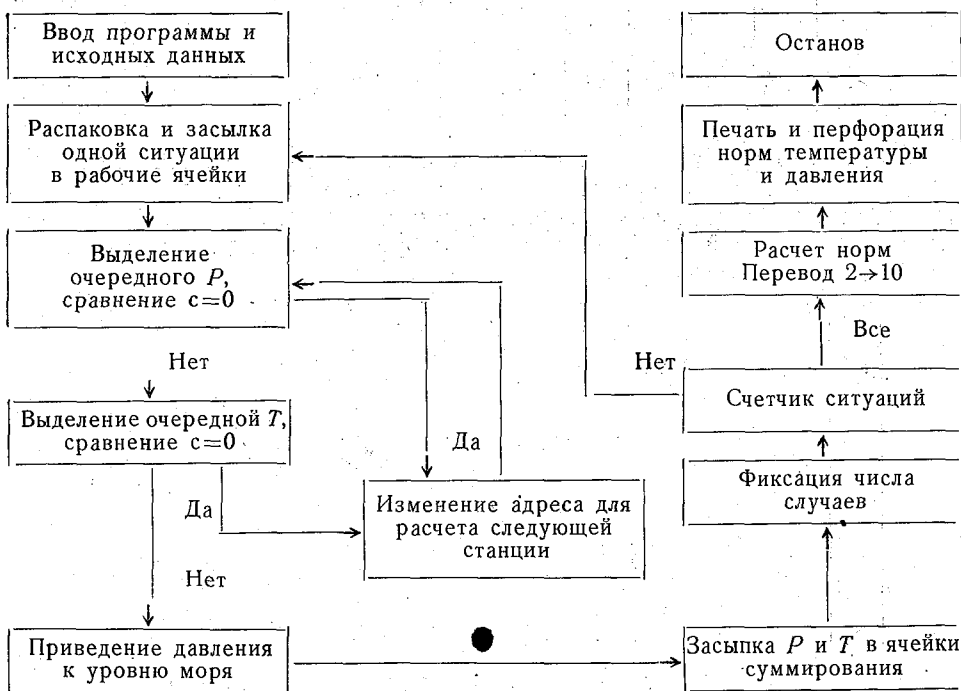 Ввод программы и
исходных данных
Распаковка и засылка
одной ситуации
в рабочие ячейки
Выделение
очередного P,
сравнение с=0
Нет
Выделение очередной T,
сравнение с=0
Да
Нет
Приведение давления
к уровню моря
Да
Изменение адреса для
расчета следующей
станции
Останов
Печать и перфорация
норм температуры
и давления
Расчет норм
Перевод 2→10
Все
Нет
Счетчик ситуаций
Фиксация числа
случаев
Засыпка P и T в ячейки
суммирования